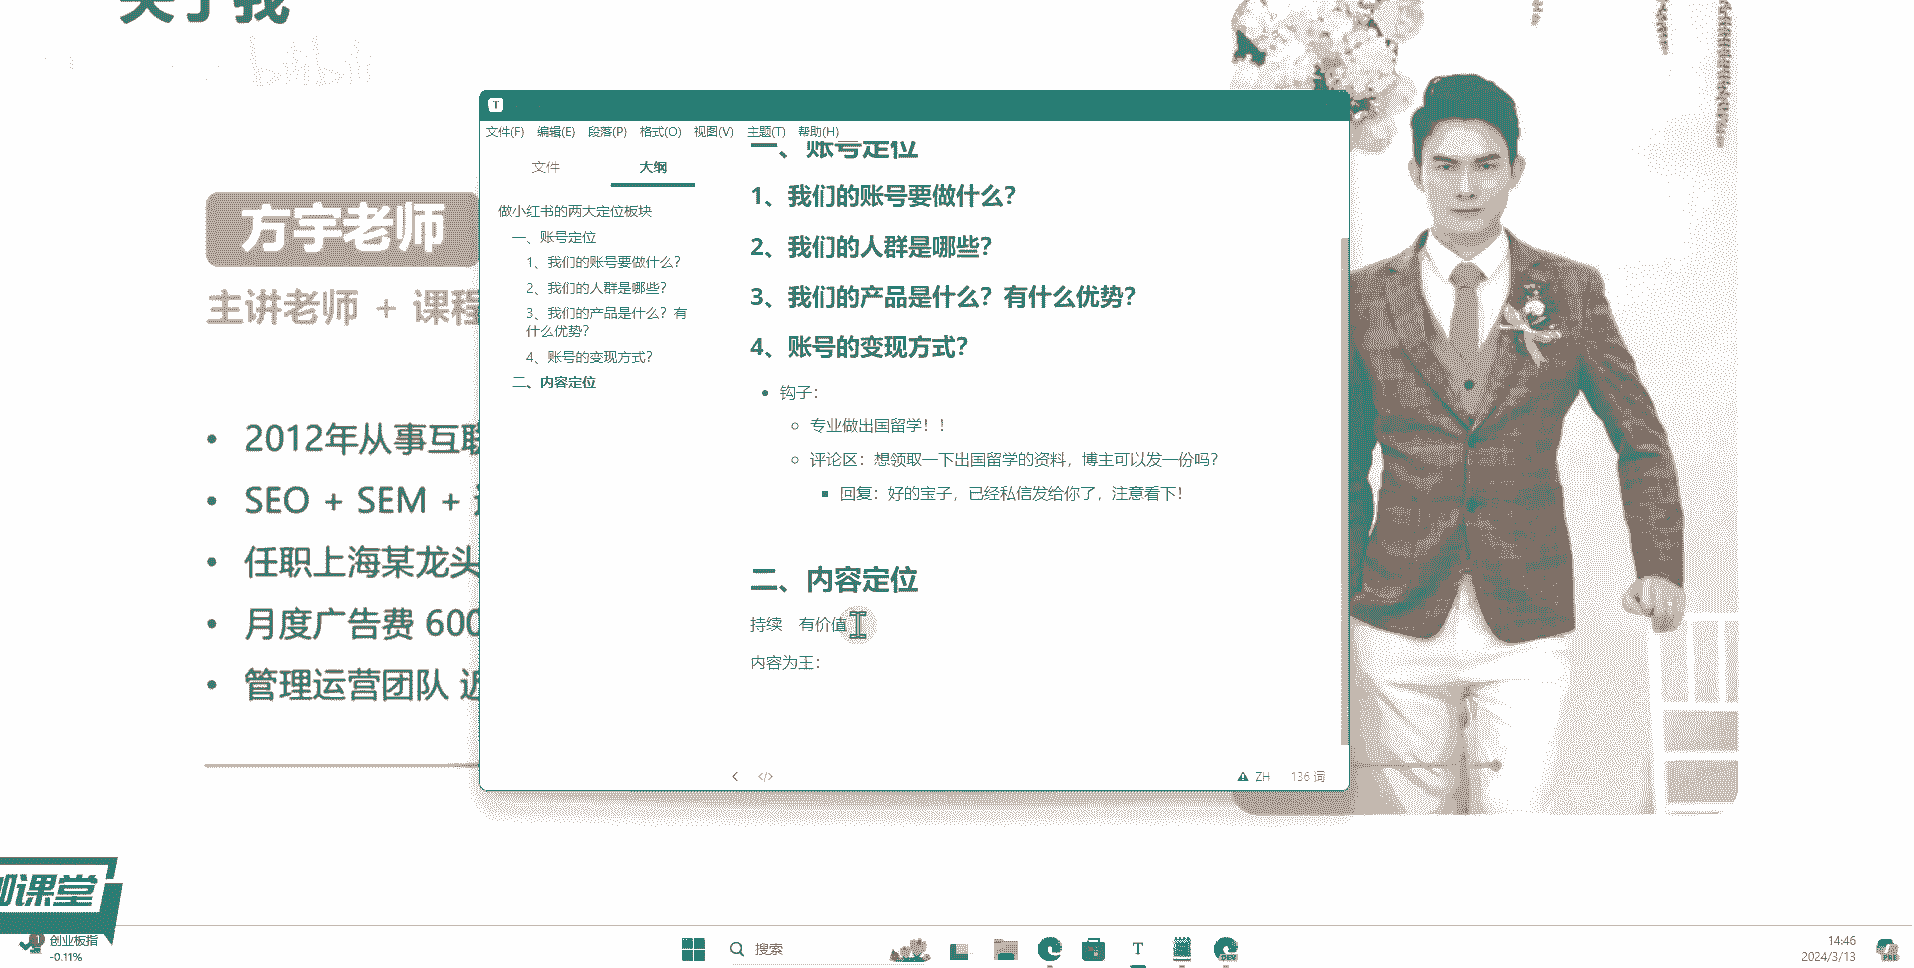 关于我
bilibili
方宇老师
主讲老师 + 课程
2012年从事互联
SEO + SEM +
任职上海某龙头
月度广告费 600
管理运营团队 近
T
文件(F) 编辑(E) 段落(P) 格式(O) 视图(V) 主题(T) 帮助(H)
文件 大纲
做小红书的两大定位板块
一、账号定位
1、我们的账号要做什么？
2、我们的人群是哪些？
3、我们的产品是什么？有
什么优势？
4、账号的变现方式？
二、内容定位
一、账号定位
1、我们的账号要做什么？
2、我们的人群是哪些？
3、我们的产品是什么？有什么优势？
4、账号的变现方式？
钩子：
专业做出国留学！！
评论区：想领取一下出国留学的资料，博主可以发一份吗？
回复：好的宝子，已经私信发给你了，注意看下！
二、内容定位
持续 有价值
内容为王：
</> ZH 136 词
课堂
1 创业板指
-0.11%
搜索
T
DEV
14:46
2024/3/13
PRE